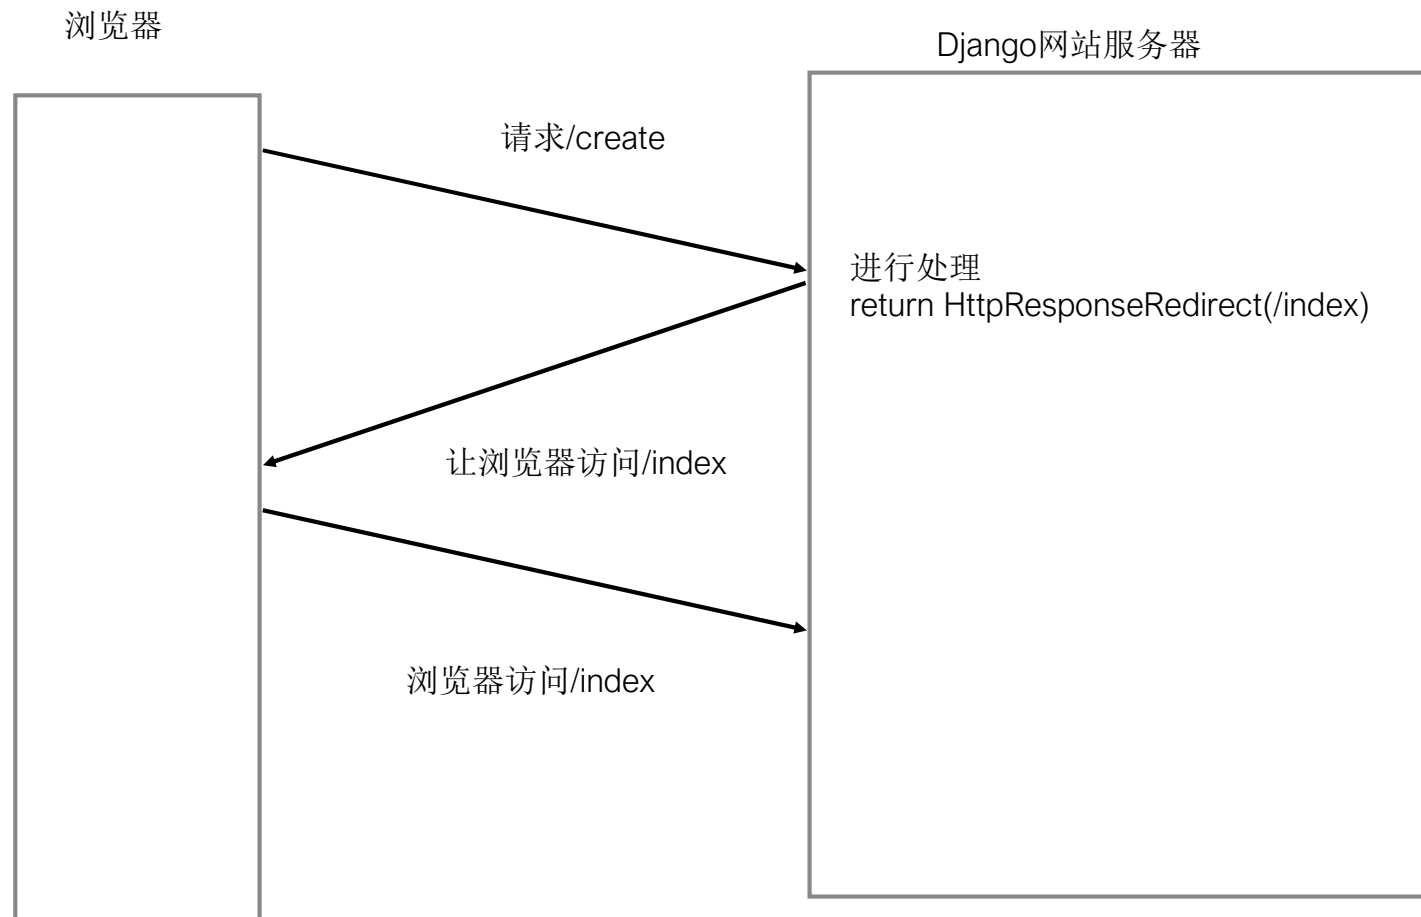 浏览器
Django网站服务器
请求/create
进行处理
return HttpResponseRedirect(/index)
让浏览器访问/index
浏览器访问/index